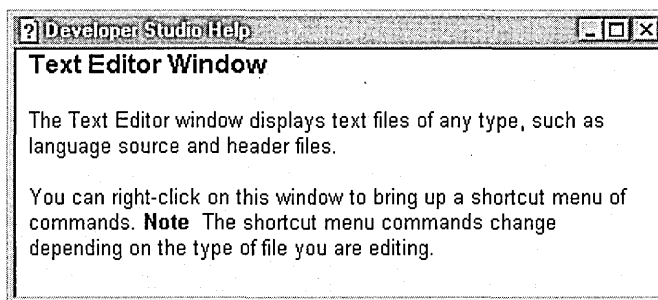 Developer Studio Help
Text Editor Window
The Text Editor window displays text files of any type, such as
language source and header files.
You can right-click on this window to bring up a shortcut menu of
commands. Note The shortcut menu commands change
depending on the type of file you are editing.